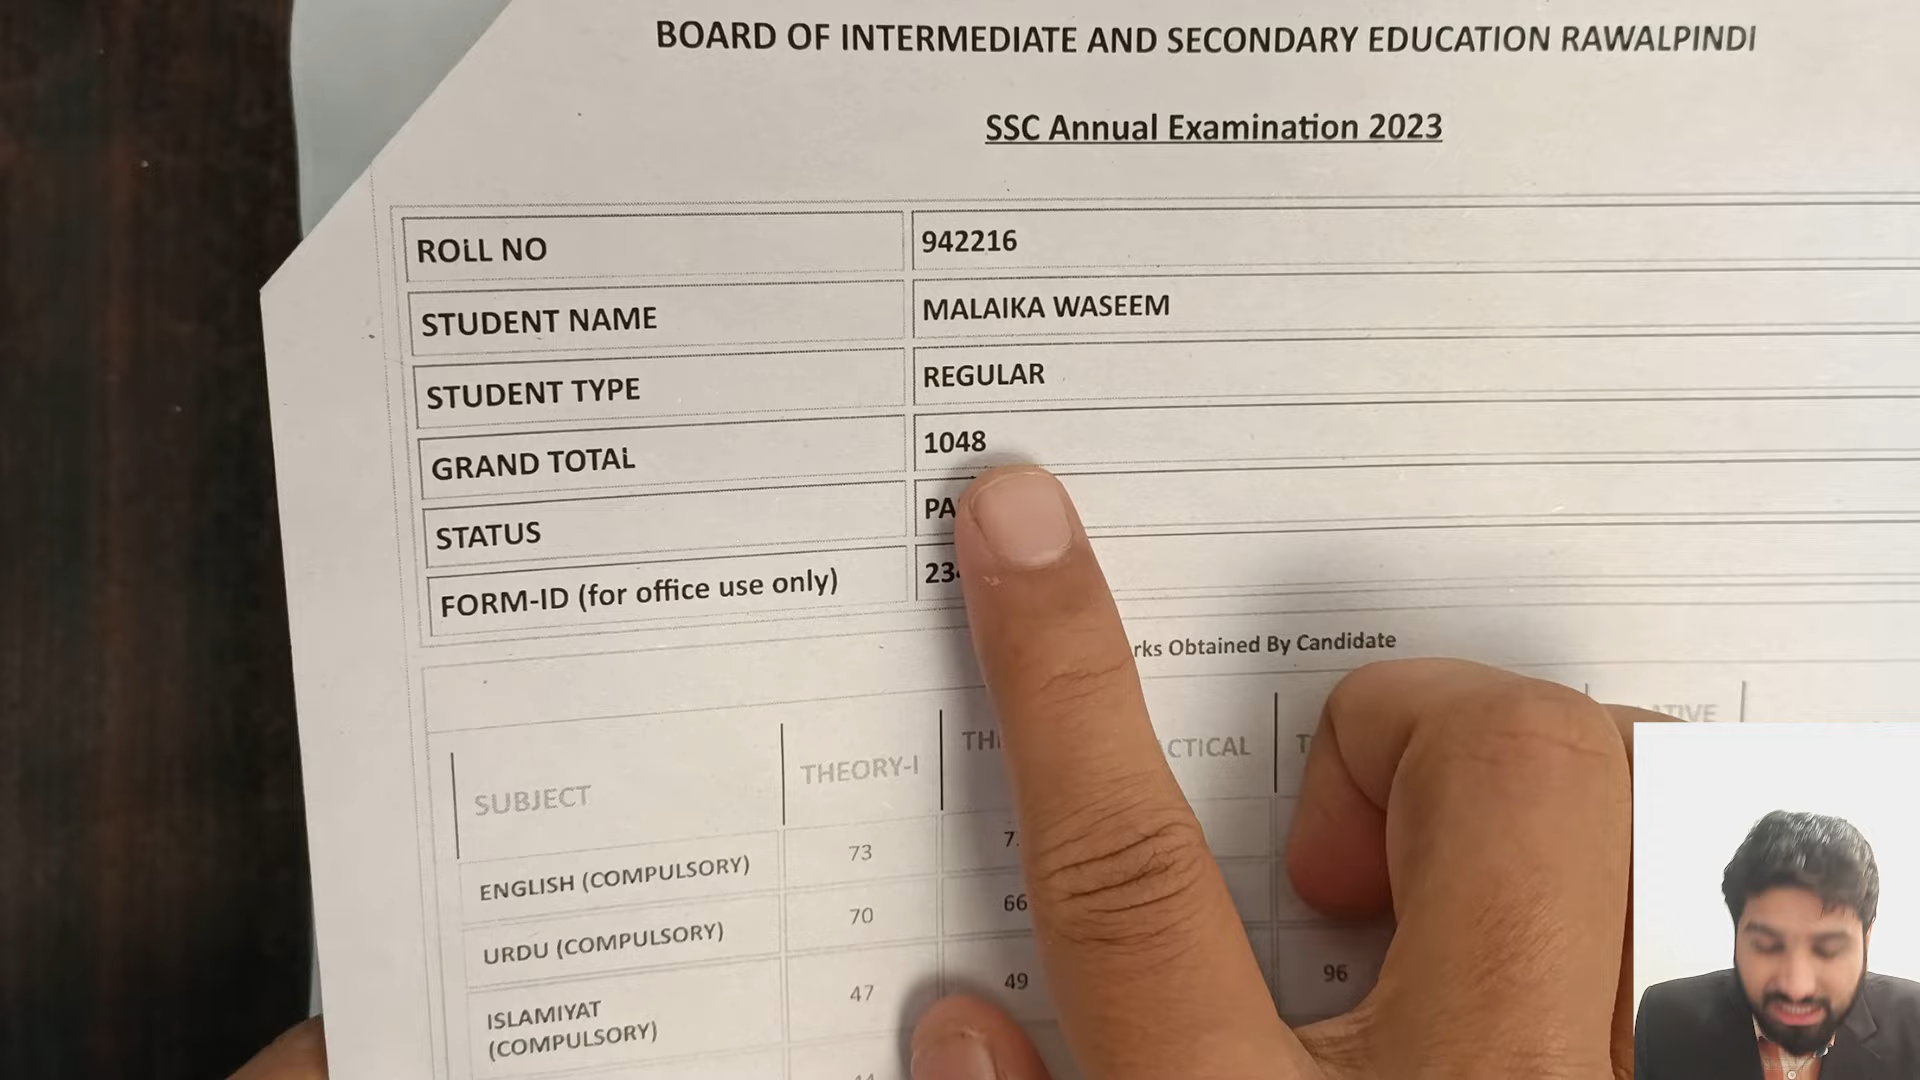 BOARD OF INTERMEDIATE AND SECONDARY EDUCATION RAWALPINDI
SSC Annual Examination 2023
ROLL NO 942216
STUDENT NAME MALAIKA WASEEM
STUDENT TYPE REGULAR
GRAND TOTAL 1048
STATUS
FORM-ID (for office use only)
Obtained By Candidate
SUBJECT THEORY-I
ENGLISH (COMPULSORY) 73
URDU (COMPULSORY) 70 66
ISLAMIYAT 47 49 96
(COMPULSORY)